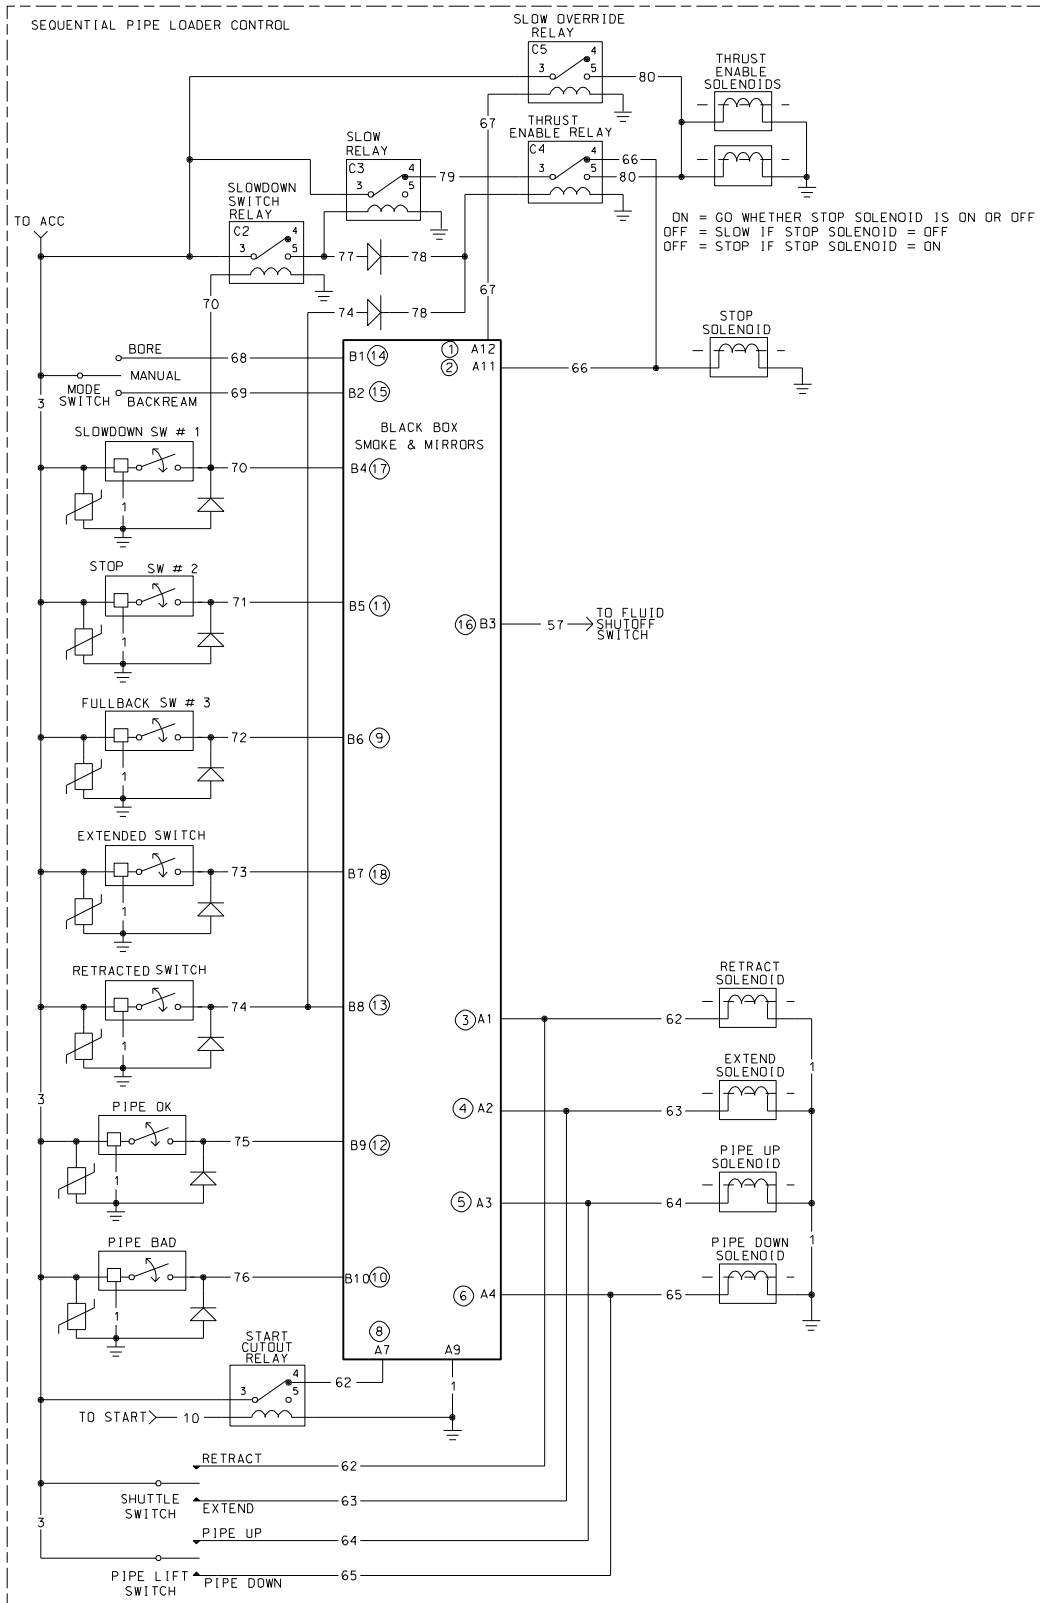 SEQUENTIAL PIPE LOADER CONTROL
SLOW OVERRIDE
RELAY
C5
4
3
5
80
THRUST
ENABLE
SOLENOIDS
67
THRUST
ENABLE RELAY
C4
4
66
3
5
80
SLOW
RELAY
C3
4
79
3
5
SLOWDOWN
SWITCH
RELAY
C2
4
3
5
77
78
TO ACC
ON = GO WHETHER STOP SOLENOID IS ON OR OFF
OFF = SLOW IF STOP SOLENOID = OFF
OFF = STOP IF STOP SOLENOID = ON
70
67
74
78
STOP
SOLENOID
BORE
68
B1 14
1 A12
2 A11
66
MANUAL
MODE
SWITCH
BACKREAM
69
B2 15
3
BLACK BOX
SMOKE & MIRRORS
SLOWDOWN SW # 1
70
B4 17
1
STOP SW # 2
71
B5 11
1
16 B3
57
TO FLUID
SHUTOFF
SWITCH
FULLBACK SW # 3
72
B6 9
1
EXTENDED SWITCH
73
B7 18
1
RETRACTED SWITCH
74
B8 13
1
RETRACT
SOLENOID
3 A1
62
1
EXTEND
SOLENOID
4 A2
63
3
PIPE OK
75
B9 12
1
PIPE UP
SOLENOID
5 A3
64
1
PIPE BAD
76
B10 10
1
PIPE DOWN
SOLENOID
6 A4
65
8
A7
A9
START
CUTOUT
RELAY
4
3
5
62
1
TO START
10
RETRACT
62
SHUTTLE
SWITCH
EXTEND
63
3
PIPE UP
64
PIPE LIFT
SWITCH
PIPE DOWN
65